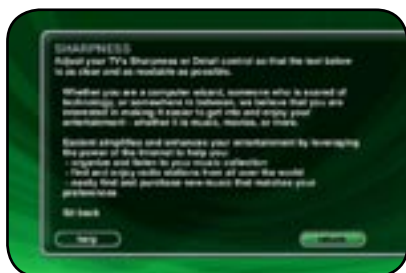 SHARPNESS
Adjust your TV's Sharpness or Detail control so that the text below
is as clear and as readable as possible.
Whether you are a computer wizard, someone who is scared of
technology, or somewhere in between, we believe that you are
interested in making it easier to get into and enjoy your
entertainment - whether it is music, movies, or more.
simplifies and enhances your entertainment by leveraging
the power of the Internet to help you:
- organize and listen to your music collection
- find and enjoy radio stations from all over the world
- easily find and purchase new music that matches your
preferences
Sit back
help